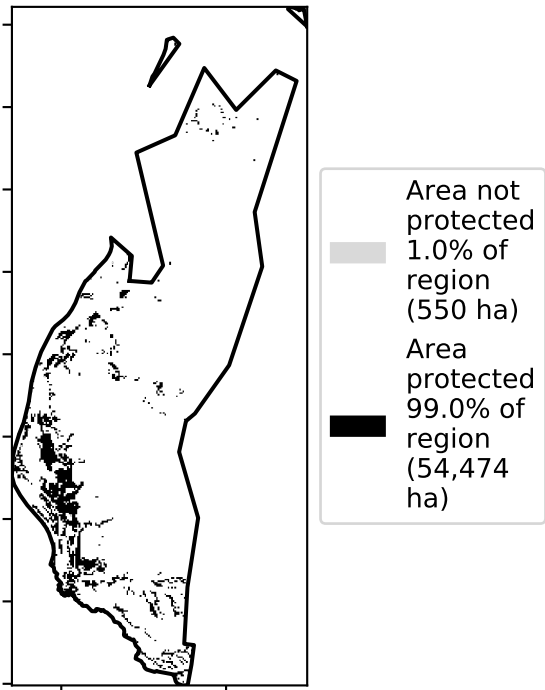 Area not
protected
1.0% of
region
(550 ha)
Area
protected
99.0% of
region
(54,474
ha)